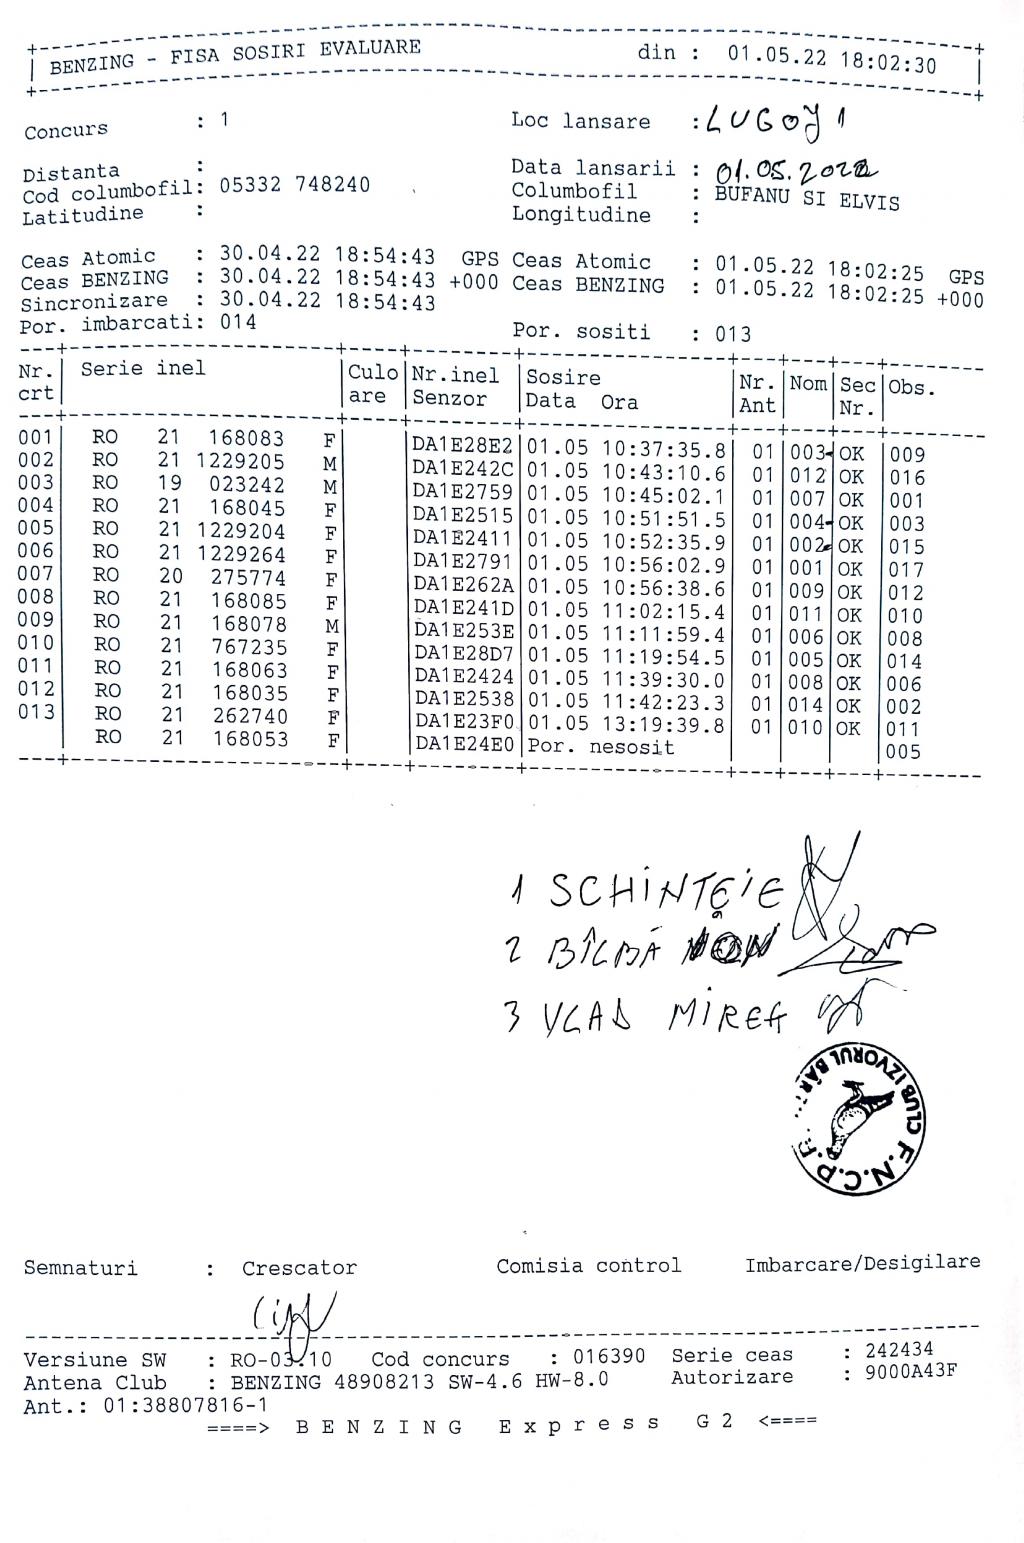 BENZING - FISA SOSIRI EVALUARE din : 01.05.22 18:02:30
Concurs : 1 Loc lansare : LUGOJ 1
Distanta : Data lansarii : 01.05.2022
Cod columbofil: 05332 748240 Columbofil : BUFANU SI ELVIS
Latitudine : Longitudine :
Ceas Atomic : 30.04.22 18:54:43 GPS Ceas Atomic : 01.05.22 18:02:25 GPS
Ceas BENZING : 30.04.22 18:54:43 +000 Ceas BENZING : 01.05.22 18:02:25 +000
Sincronizare : 30.04.22 18:54:43
Por. imbarcati: 014 Por. sositi : 013
Nr. Serie inel Culo Nr.inel Sosire Nr. Nom Sec Obs.
crt are Senzor Data Ora Ant Nr.
001 RO 21 168083 F DA1E28E2 01.05 10:37:35.8 01 003 OK 009
002 RO 21 1229205 M DA1E242C 01.05 10:43:10.6 01 012 OK 016
003 RO 19 023242 M DA1E2759 01.05 10:45:02.1 01 007 OK 001
004 RO 21 168045 F DA1E2515 01.05 10:51:51.5 01 004 OK 003
005 RO 21 1229204 F DA1E2411 01.05 10:52:35.9 01 002 OK 015
006 RO 21 1229264 F DA1E2791 01.05 10:56:02.9 01 001 OK 017
007 RO 20 275774 F DA1E262A 01.05 10:56:38.6 01 009 OK 012
008 RO 21 168085 F DA1E241D 01.05 11:02:15.4 01 011 OK 010
009 RO 21 168078 M DA1E253E 01.05 11:11:59.4 01 006 OK 008
010 RO 21 767235 F DA1E28D7 01.05 11:19:54.5 01 005 OK 014
011 RO 21 168063 F DA1E2424 01.05 11:39:30.0 01 008 OK 006
012 RO 21 168035 F DA1E2538 01.05 11:42:23.3 01 014 OK 002
013 RO 21 262740 F DA1E23F0 01.05 13:19:39.8 01 010 OK 011
RO 21 168053 F DA1E24E0 Por. nesosit 005
1 SCHINTEIE
2 BÎLBĂ ION
3 VLAD MIREA
CLUB IZVORUL BÂR
F.N.C.P.R.
Semnaturi : Crescator Comisia control Imbarcare/Desigilare
Versiune SW : RO-03.10 Cod concurs : 016390 Serie ceas : 242434
Antena Club : BENZING 48908213 SW-4.6 HW-8.0 Autorizare : 9000A43F
Ant.: 01:38807816-1
====> B E N Z I N G E x p r e s s G 2 <====